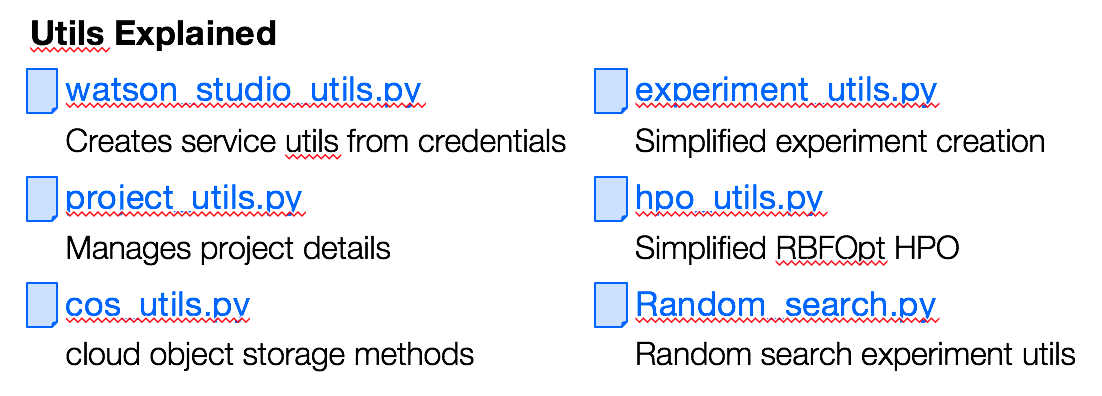 Utils Explained
watson_studio_utils.py
Creates service utils from credentials
project_utils.py
Manages project details
cos_utils.py
cloud object storage methods
experiment_utils.py
Simplified experiment creation
hpo_utils.py
Simplified RBFOpt HPO
Random_search.py
Random search experiment utils